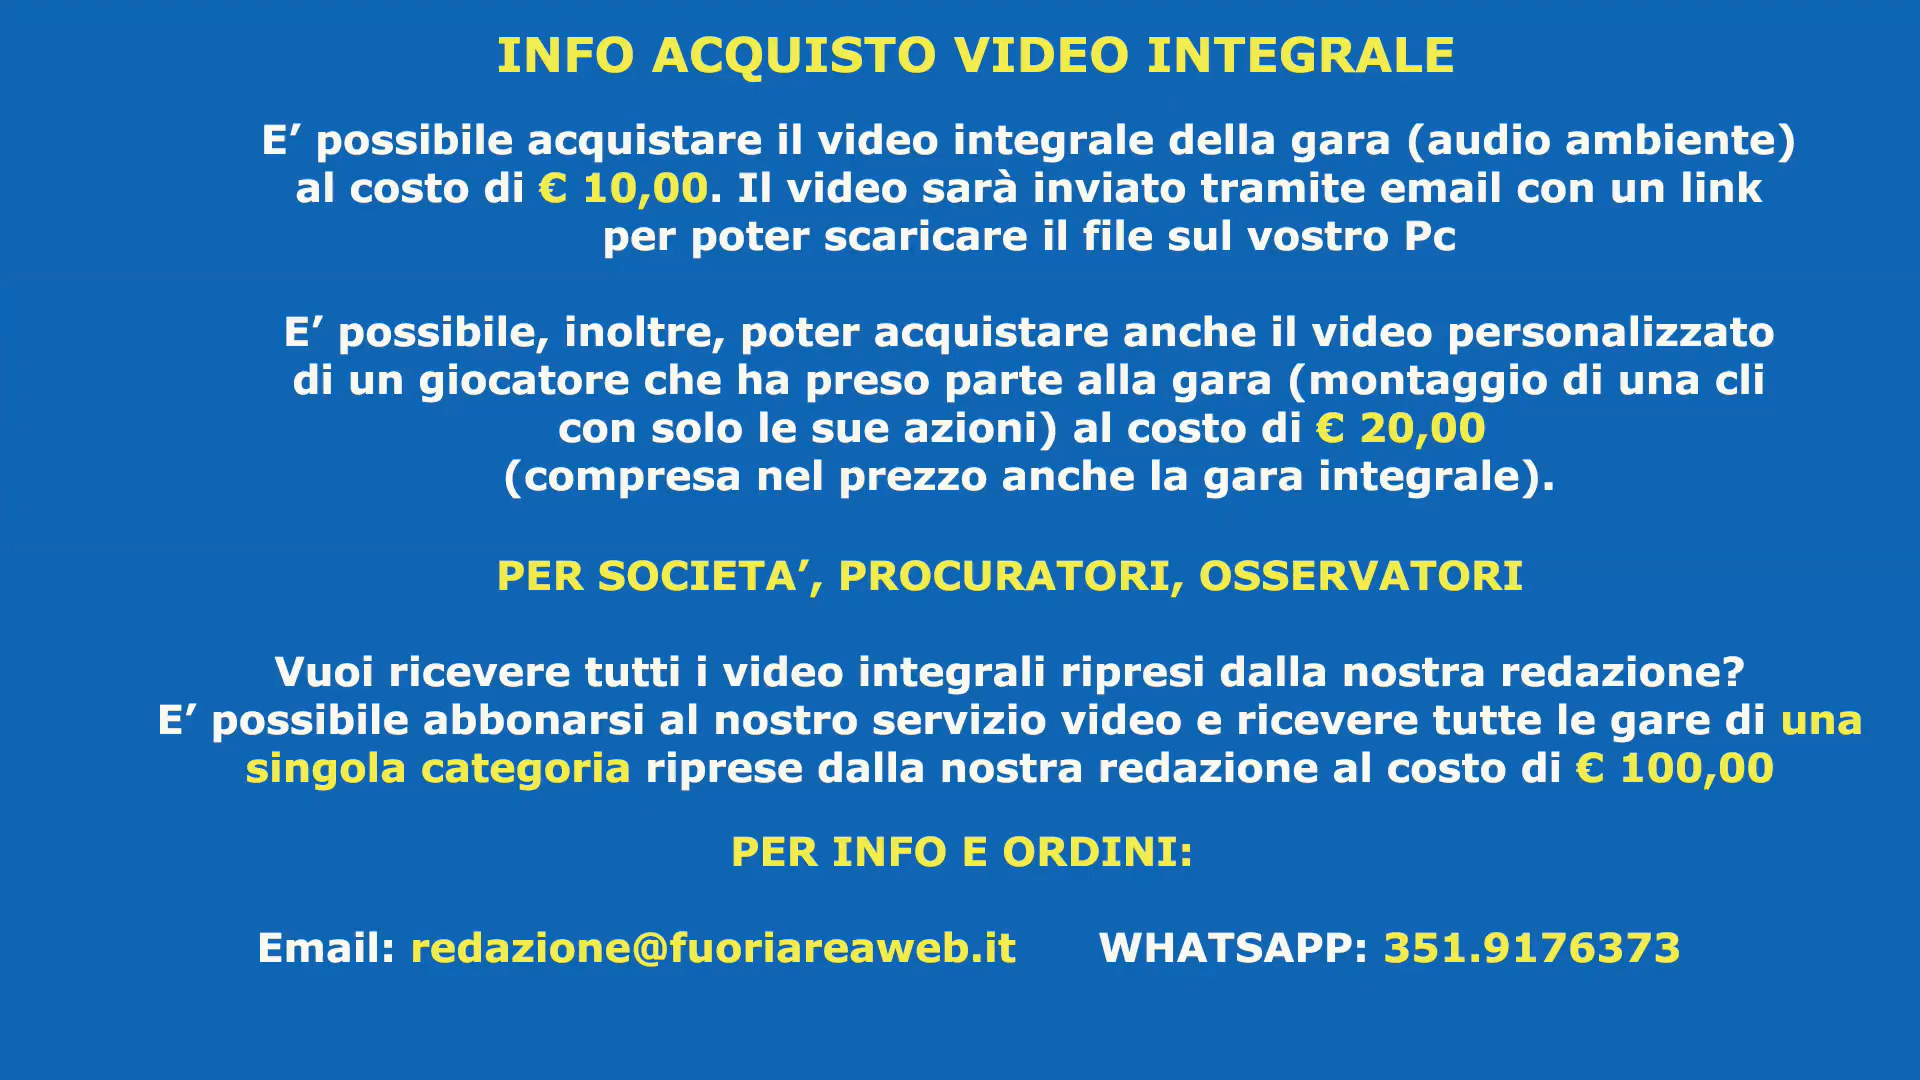 INFO ACQUISTO VIDEO INTEGRALE
E’ possibile acquistare il video integrale della gara (audio ambiente)
al costo di € 10,00. Il video sarà inviato tramite email con un link
per poter scaricare il file sul vostro Pc
E’ possibile, inoltre, poter acquistare anche il video personalizzato
di un giocatore che ha preso parte alla gara (montaggio di una cli
con solo le sue azioni) al costo di € 20,00
(compresa nel prezzo anche la gara integrale).
PER SOCIETA’, PROCURATORI, OSSERVATORI
Vuoi ricevere tutti i video integrali ripresi dalla nostra redazione?
E’ possibile abbonarsi al nostro servizio video e ricevere tutte le gare di una
singola categoria riprese dalla nostra redazione al costo di € 100,00
PER INFO E ORDINI:
Email: redazione@fuoriareaweb.it WHATSAPP: 351.9176373